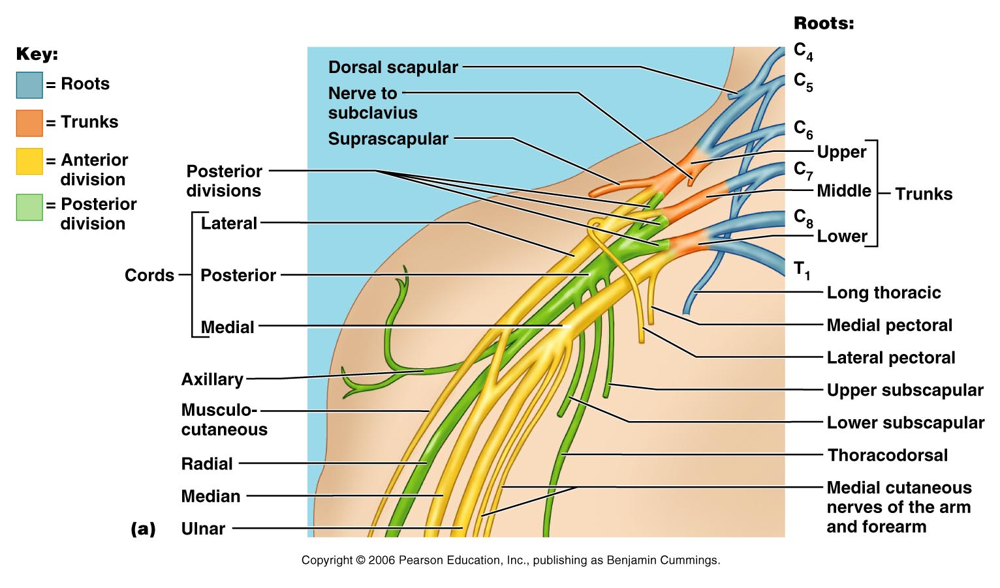 Roots:
Key:
= Roots
= Trunks
= Anterior
division
= Posterior
division
Dorsal scapular
Nerve to
subclavius
Suprascapular
Posterior
divisions
Lateral
Cords
Posterior
Medial
Axillary
Musculo-
cutaneous
Radial
Median
(a) Ulnar
C4
C5
C6
Upper
C7
Middle
Trunks
C8
Lower
T1
Long thoracic
Medial pectoral
Lateral pectoral
Upper subscapular
Lower subscapular
Thoracodorsal
Medial cutaneous
nerves of the arm
and forearm
Copyright © 2006 Pearson Education, Inc., publishing as Benjamin Cummings.